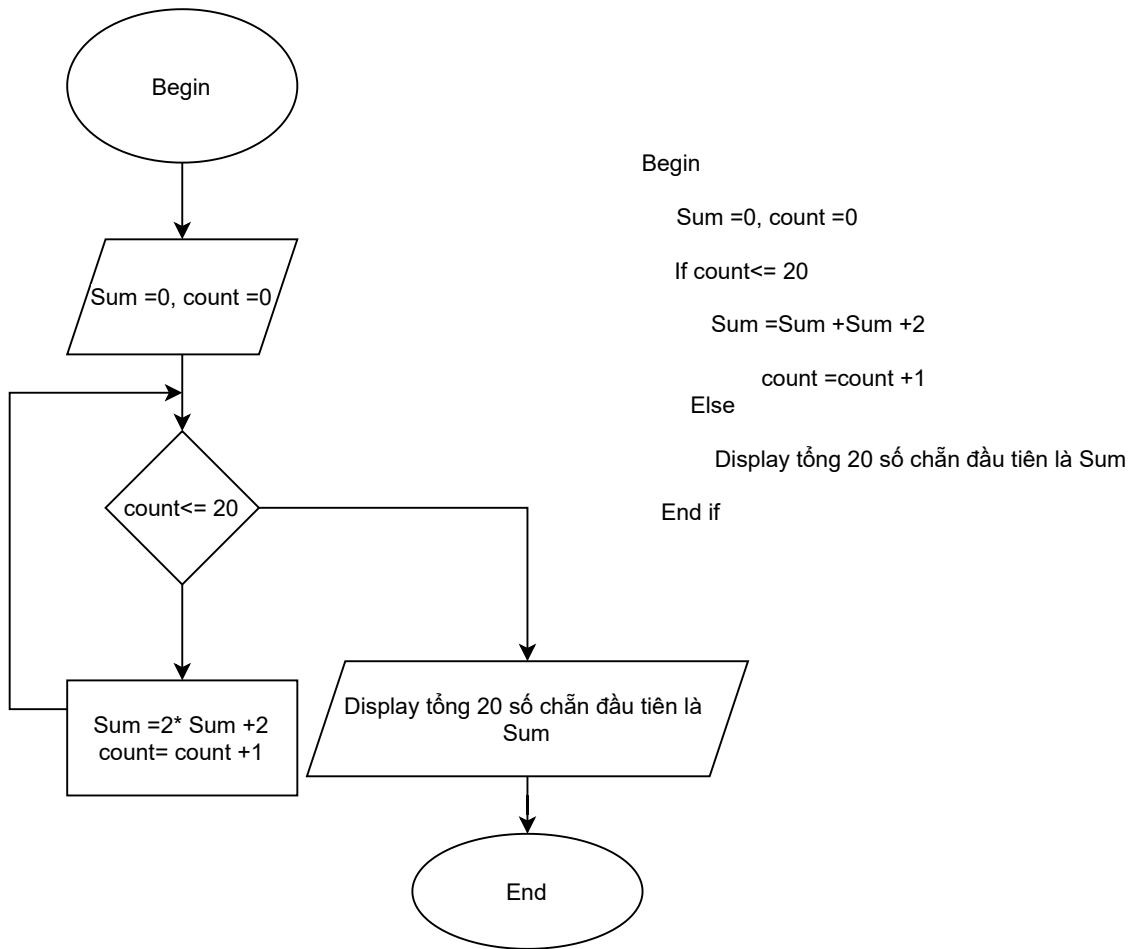 Begin
Sum =0, count =0
count<= 20
Sum =2* Sum +2
count= count +1
Display tổng 20 số chẵn đầu tiên là
Sum
End
Begin
Sum =0, count =0
If count<= 20
Sum =Sum +Sum +2
count =count +1
Else
Display tổng 20 số chẵn đầu tiên là Sum
End if